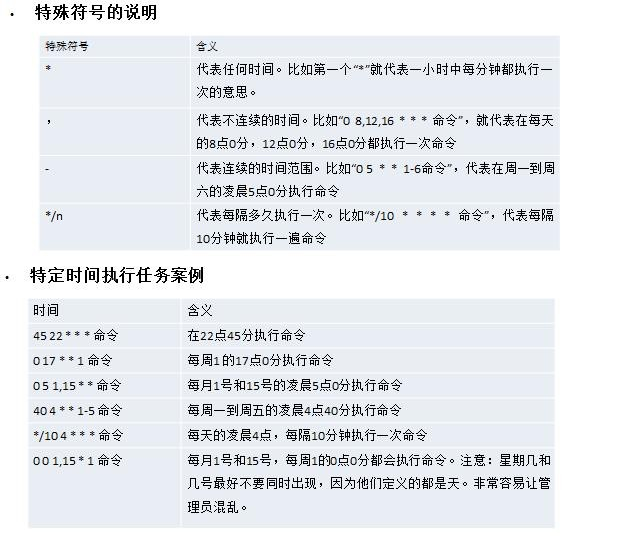 • 特殊符号的说明
特殊符号 含义
* 代表任何时间。比如第一个“*”就代表一小时中每分钟都执行一
次的意思。
， 代表不连续的时间。比如“0 8,12,16 * * * 命令”，就代表在每天
的8点0分，12点0分，16点0分都执行一次命令
- 代表连续的时间范围。比如“0 5 * * 1-6命令”，代表在周一到周
六的凌晨5点0分执行命令
*/n 代表每隔多久执行一次。比如“*/10 * * * * 命令”，代表每隔
10分钟就执行一遍命令
• 特定时间执行任务案例
时间 含义
45 22 * * * 命令 在22点45分执行命令
0 17 * * 1 命令 每周1 的17点0分执行命令
0 5 1,15 * * 命令 每月1号和15号的凌晨5点0分执行命令
40 4 * * 1-5 命令 每周一到周五的凌晨4点40分执行命令
*/10 4 * * * 命令 每天的凌晨4点，每隔10分钟执行一次命令
0 0 1,15 * 1 命令 每月1号和15号，每周1的0点0分都会执行命令。注意：星期几和
几号最好不要同时出现，因为他们定义的都是天。非常容易让管
理员混乱。